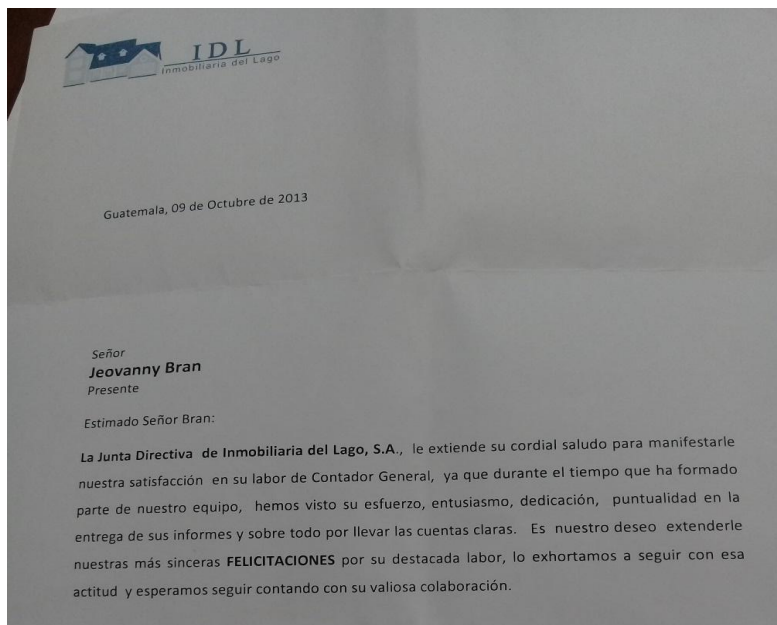 IDL
Inmobiliaria del Lago
Guatemala, 09 de Octubre de 2013
Señor
Jeovanny Bran
Presente
Estimado Señor Bran:
La Junta Directiva de Inmobiliaria del Lago, S.A., le extiende su cordial saludo para manifestarle
nuestra satisfacción en su labor de Contador General, ya que durante el tiempo que ha formado
parte de nuestro equipo, hemos visto su esfuerzo, entusiasmo, dedicación, puntualidad en la
entrega de sus informes y sobre todo por llevar las cuentas claras. Es nuestro deseo extenderle
nuestras más sinceras FELICITACIONES por su destacada labor, lo exhortamos a seguir con esa
actitud y esperamos seguir contando con su valiosa colaboración.